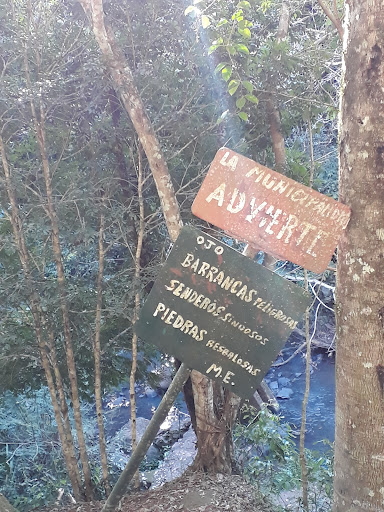 LA MUNICIPALIDAD
ADVIERTE
OJO
BARRANCAS PELIGROSAS
SENDEROS SINUOSOS
PIEDRAS RESBALOSAS
M.E.